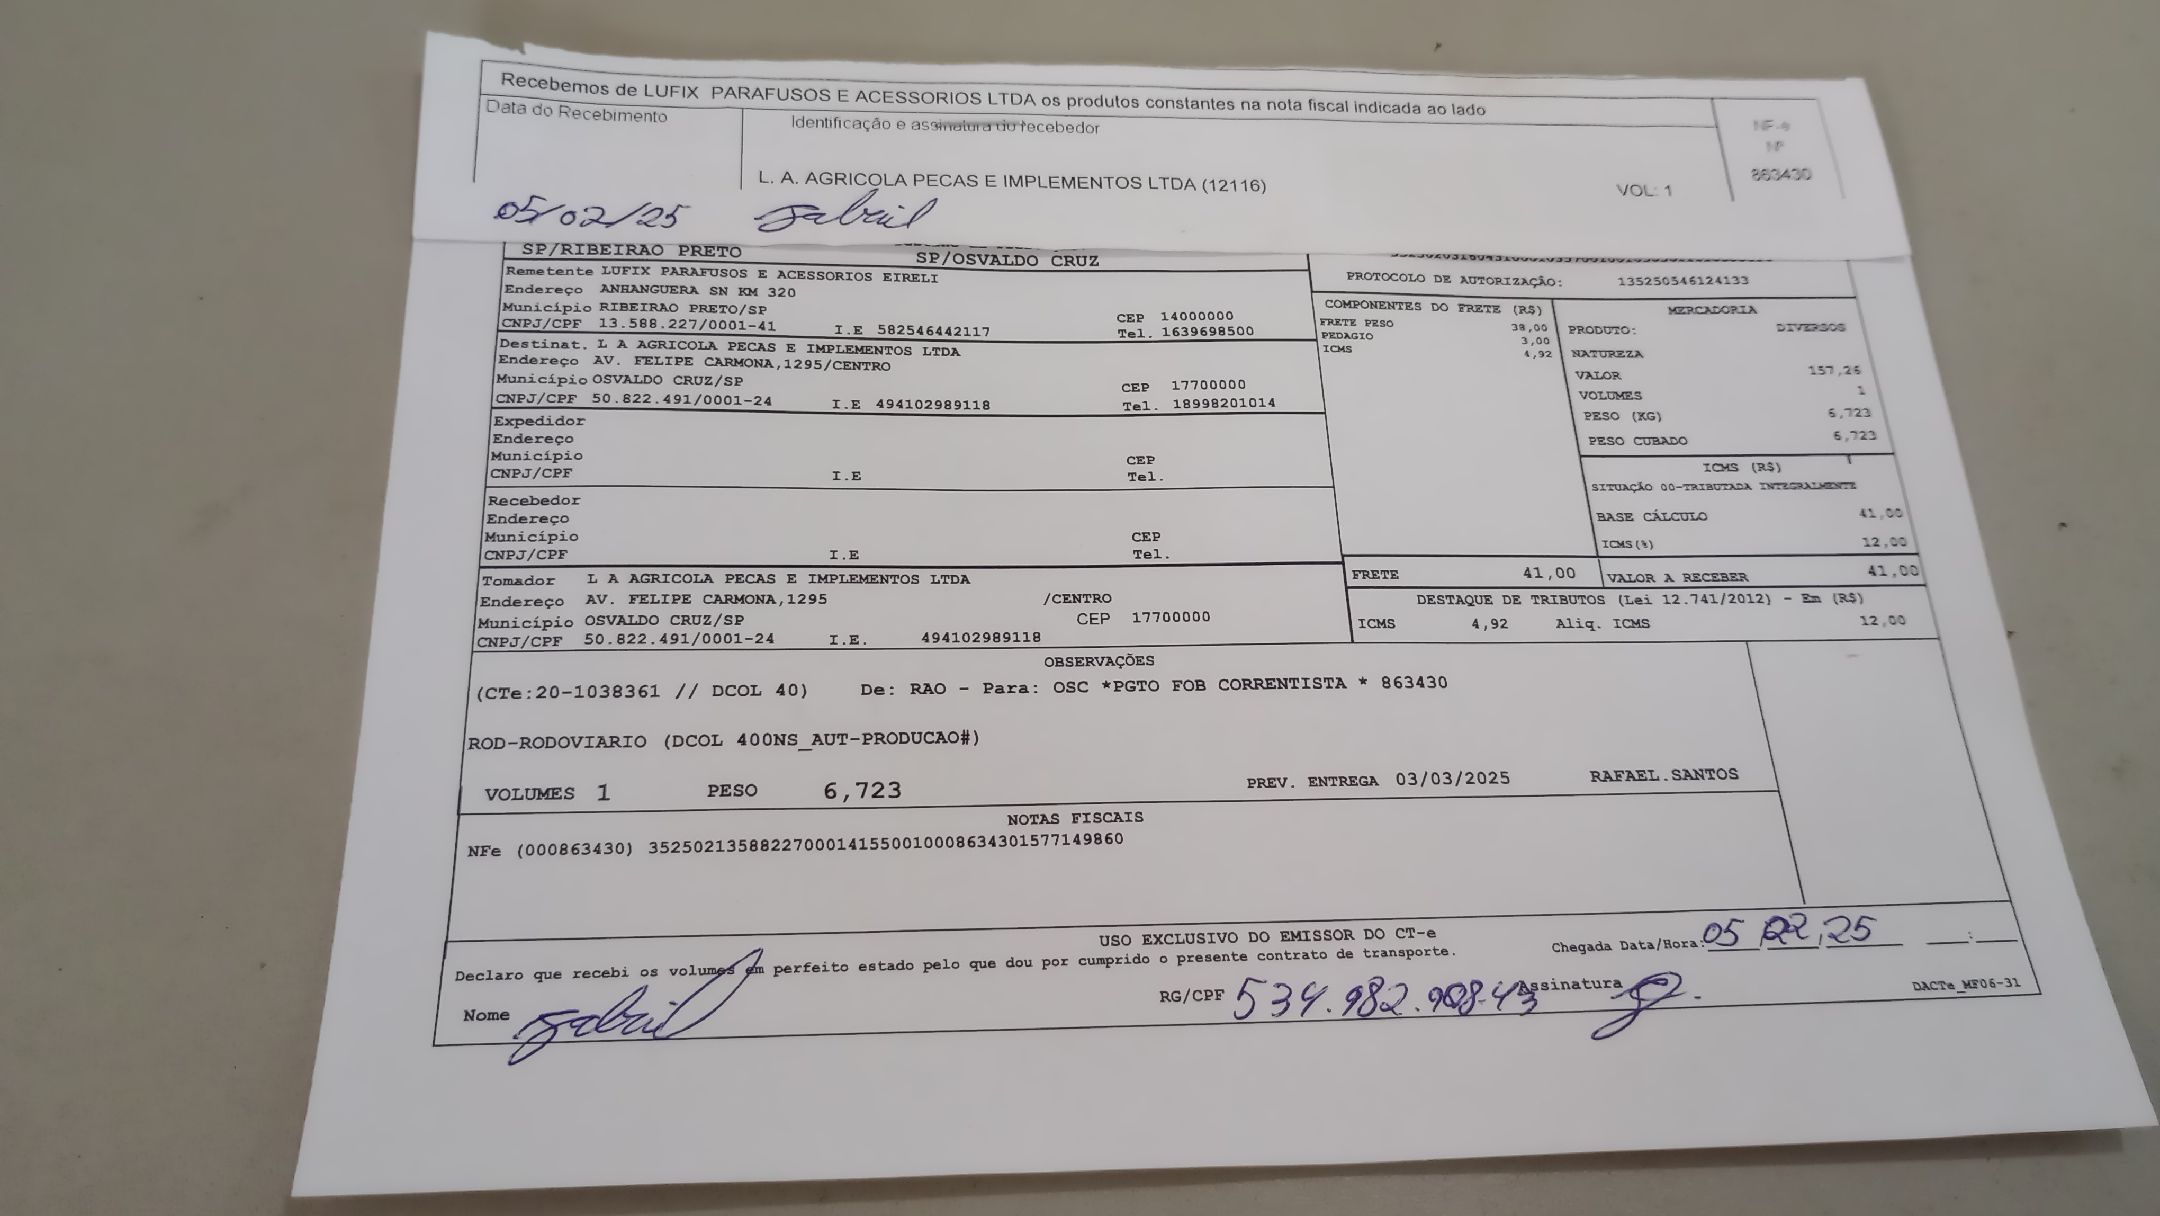 Recebemos de LUFIX PARAFUSOS E ACESSORIOS LTDA os produtos constantes na nota fiscal indicada ao lado
Data do Recebimento
Identificação e assinatura do recebedor
NF-e
Nº
863430
L. A. AGRICOLA PECAS E IMPLEMENTOS LTDA (12116)
VOL: 1
05/02/25 Gabriel
SP/RIBEIRAO PRETO SP/OSVALDO CRUZ
Remetente LUFIX PARAFUSOS E ACESSORIOS EIRELI
Endereço ANHANGUERA SN KM 320
Município RIBEIRAO PRETO/SP CEP 14000000
CNPJ/CPF 13.588.227/0001-41 I.E 582546442117 Tel. 1639698500
Destinat. L A AGRICOLA PECAS E IMPLEMENTOS LTDA
Endereço AV. FELIPE CARMONA,1295/CENTRO
Município OSVALDO CRUZ/SP CEP 17700000
CNPJ/CPF 50.822.491/0001-24 I.E 494102989118 Tel. 18998201014
Expedidor
Endereço
Município CEP
CNPJ/CPF I.E Tel.
Recebedor
Endereço
Município CEP
CNPJ/CPF I.E Tel.
Tomador L A AGRICOLA PECAS E IMPLEMENTOS LTDA
Endereço AV. FELIPE CARMONA,1295 /CENTRO
Município OSVALDO CRUZ/SP CEP 17700000
CNPJ/CPF 50.822.491/0001-24 I.E. 494102989118
PROTOCOLO DE AUTORIZAÇÃO: 135250546124133
COMPONENTES DO FRETE (R$)
FRETE PESO 38,00
PEDAGIO 3,00
ICMS 4,92
MERCADORIA
PRODUTO: DIVERSOS
NATUREZA
VALOR 157,26
VOLUMES 1
PESO (KG) 6,723
PESO CUBADO 6,723
ICMS (R$)
SITUAÇÃO 00-TRIBUTADA INTEGRALMENTE
BASE CÁLCULO 41,00
ICMS(%) 12,00
FRETE 41,00 VALOR A RECEBER 41,00
DESTAQUE DE TRIBUTOS (Lei 12.741/2012) - Em (R$)
ICMS 4,92 Aliq. ICMS 12,00
OBSERVAÇÕES
(CTe:20-1038361 // DCOL 40) De: RAO - Para: OSC *PGTO FOB CORRENTISTA * 863430
ROD-RODOVIARIO (DCOL 400NS_AUT-PRODUCAO#)
VOLUMES 1 PESO 6,723 PREV. ENTREGA 03/03/2025 RAFAEL.SANTOS
NOTAS FISCAIS
NFe (000863430) 35250213588227000141550010008634301577149860
USO EXCLUSIVO DO EMISSOR DO CT-e
Chegada Data/Hora: 05 02 25 :
Declaro que recebi os volumes em perfeito estado pelo que dou por cumprido o presente contrato de transporte.
Nome Gabriel RG/CPF 534.982.908-43 Assinatura DACTe_MF06-31